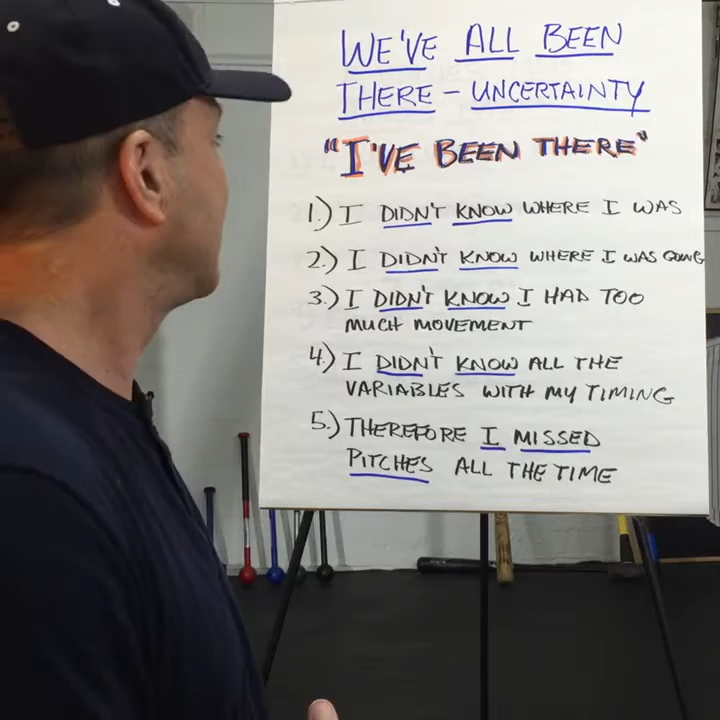 WE'VE ALL BEEN
THERE - UNCERTAINTY
"I'VE BEEN THERE"
1.) I DIDN'T KNOW WHERE I WAS
2.) I DIDN'T KNOW WHERE I WAS GOING
3.) I DIDN'T KNOW I HAD TOO
MUCH MOVEMENT
4.) I DIDN'T KNOW ALL THE
VARIABLES WITH MY TIMING
5.) THEREFORE I MISSED
PITCHES ALL THE TIME